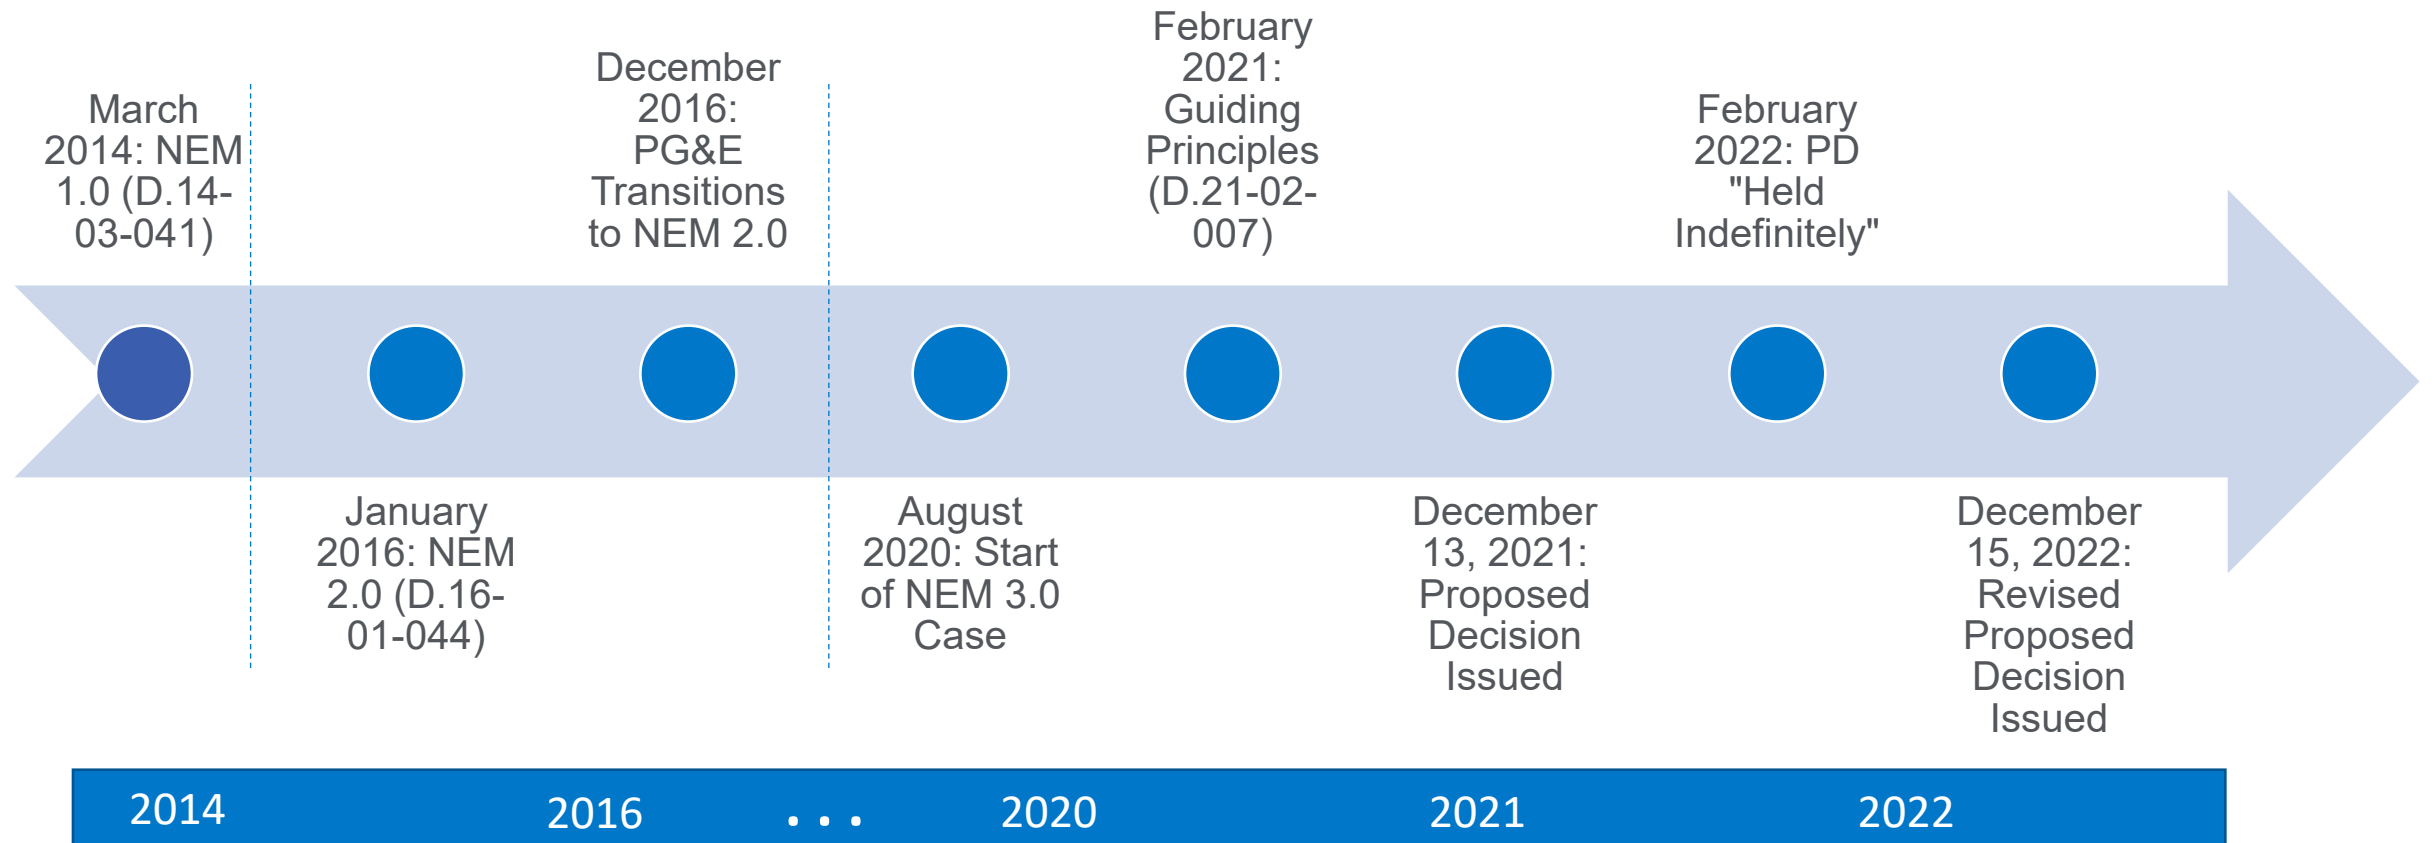 March
2014: NEM
1.0 (D.14-
03-041)
January
2016: NEM
2.0 (D.16-
01-044)
December
2016:
PG&E
Transitions
to NEM 2.0
August
2020: Start
of NEM 3.0
Case
February
2021:
Guiding
Principles
(D.21-02-
007)
December
13, 2021:
Proposed
Decision
Issued
February
2022: PD
"Held
Indefinitely"
December
15, 2022:
Revised
Proposed
Decision
Issued
2014
2016
...
2020
2021
2022